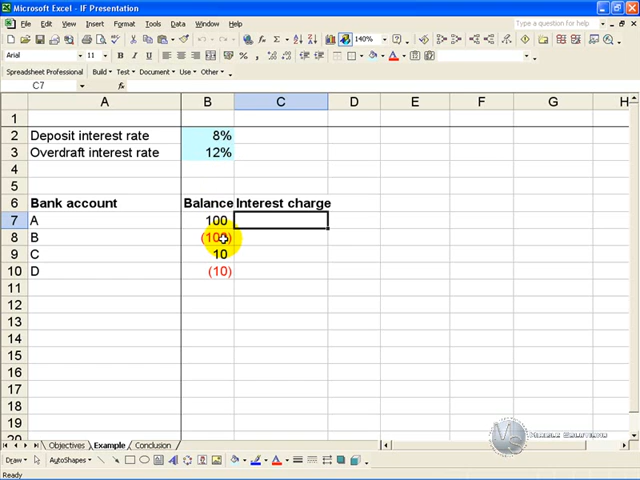 Microsoft Excel - IF Presentation
File Edit View Insert Format Tools Data Window Help
Type a question for help
140%
Arial 11 B I U
Spreadsheet Professional Build Test Document Use Other
C7 fx
A B C D E F G H
1
2 Deposit interest rate 8%
3 Overdraft interest rate 12%
4
5
6 Bank account Balance Interest charge
7 A 100
8 B
9 C 10
10 D (10)
11
12
13
14
15
16
17
18
19
20
Objectives Example Conclusion
Draw AutoShapes
Ready